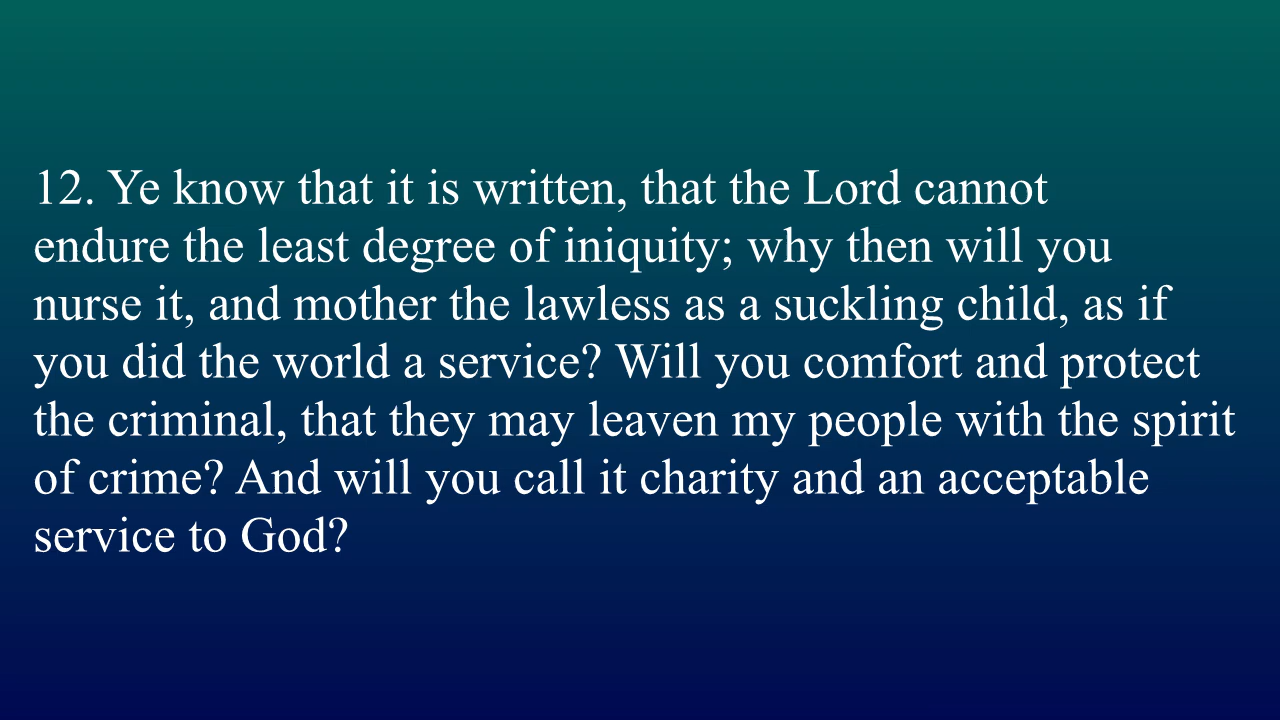 12. Ye know that it is written, that the Lord cannot
endure the least degree of iniquity; why then will you
nurse it, and mother the lawless as a suckling child, as if
you did the world a service? Will you comfort and protect
the criminal, that they may leaven my people with the spirit
of crime? And will you call it charity and an acceptable
service to God?